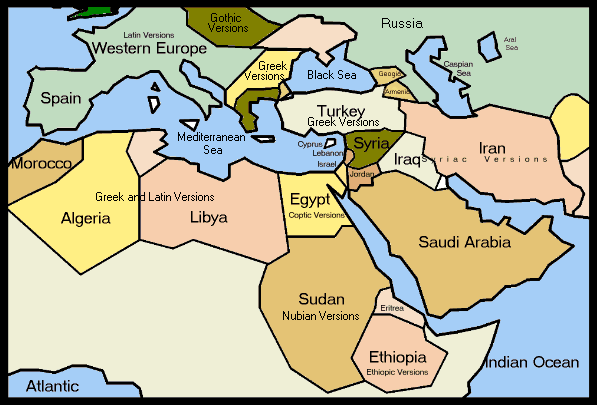 Gothic
Versions
Russia
Latin Versions
Western Europe
Aral
Sea
Greek
Versions
Caspian
Sea
Black Sea
Geogia
Armenia
Spain
Turkey
Greek Versions
Mediterranean
Sea
Cyprus
Lebanon
Israel
Syria
Iraq
Iran
Syriac Versions
Jordan
Morocco
Greek and Latin Versions
Algeria
Libya
Egypt
Coptic Versions
Saudi Arabia
Sudan
Nubian Versions
Eritrea
Ethiopia
Ethiopic Versions
Indian Ocean
Atlantic